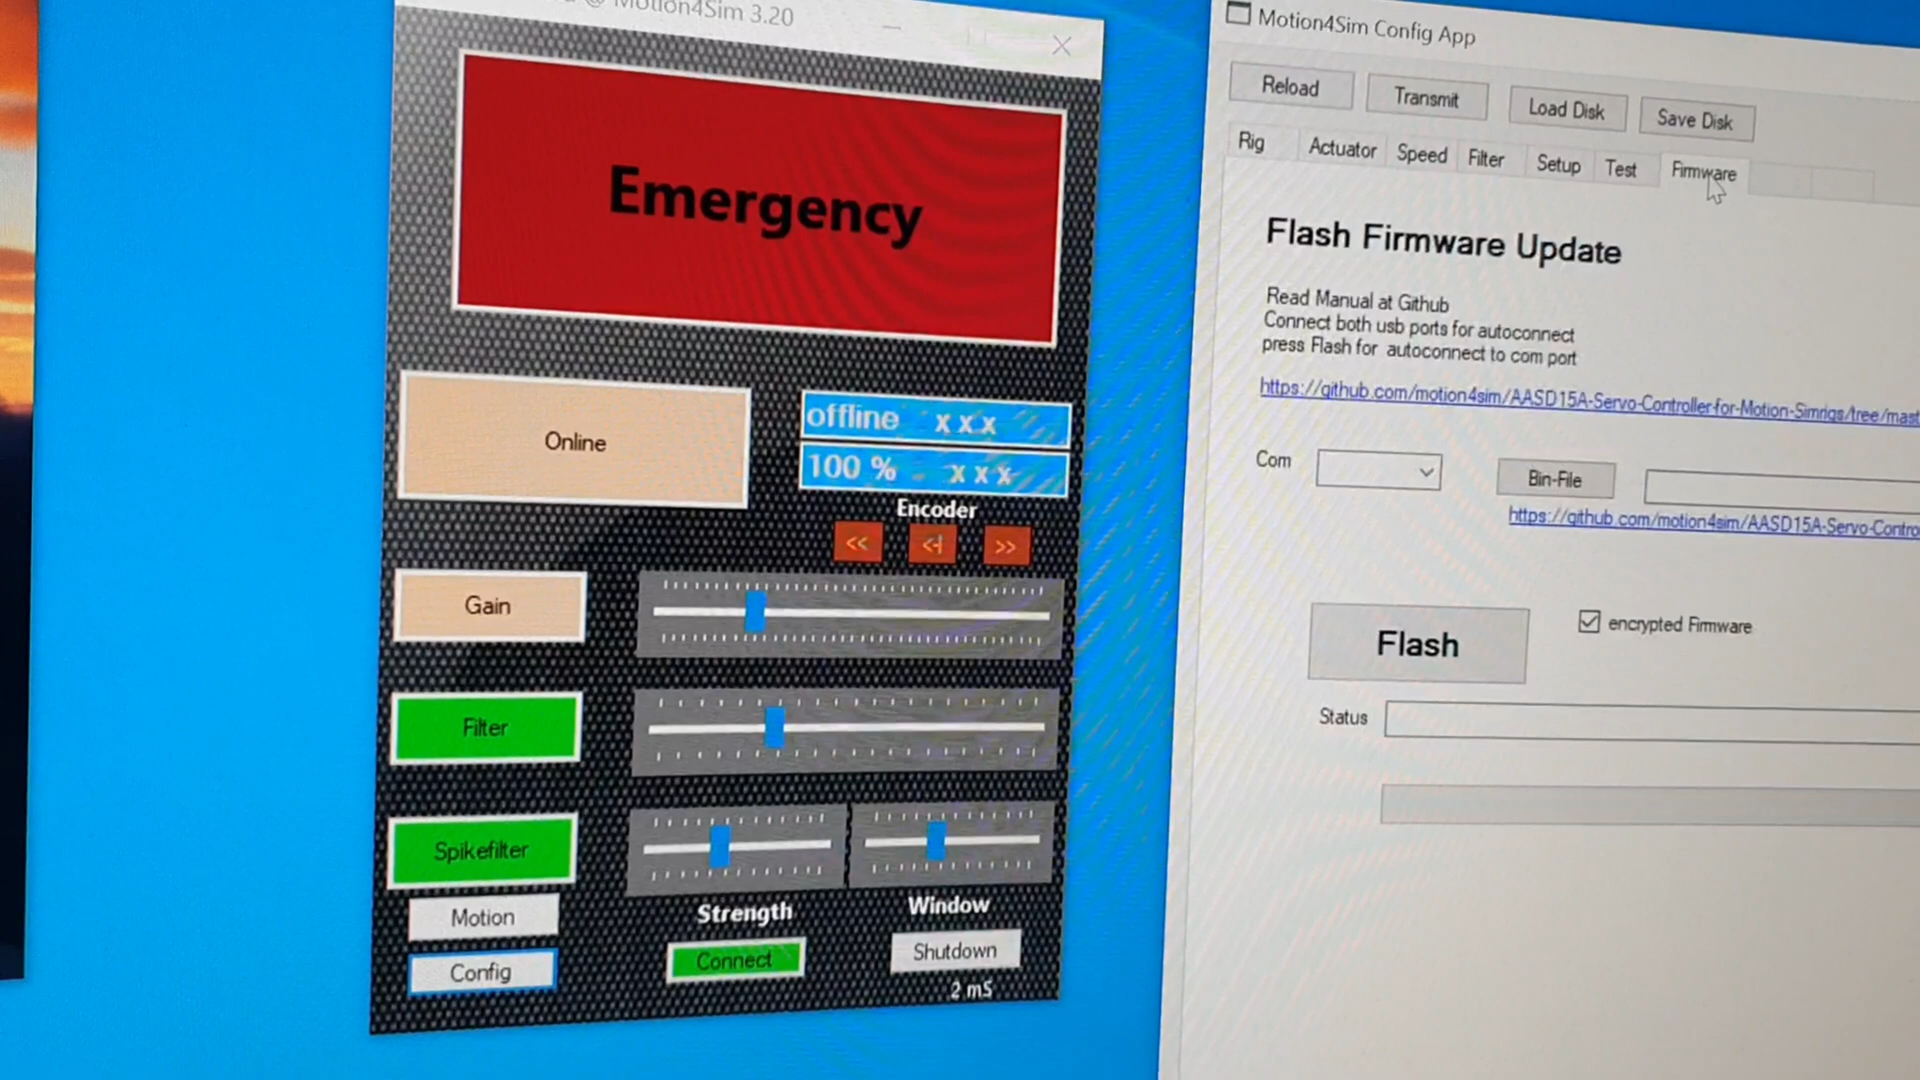 @ Motion4Sim 3.20
Emergency
Online
offline x x x
100 % - x x x
Encoder
<< <| >>
Gain
Filter
Spikefilter
Motion
Strength
Window
Config
Connect
Shutdown
2 mS
Motion4Sim Config App
Reload Transmit Load Disk Save Disk
Rig Actuator Speed Filter Setup Test Firmware
Flash Firmware Update
Read Manual at Github
Connect both usb ports for autoconnect
press Flash for autoconnect to com port
https://github.com/motion4sim/AASD15A-Servo-Controller-for-Motion-Simrigs/tree/mast
Com Bin-File
https://github.com/motion4sim/AASD15A-Servo-Contro
Flash encrypted Firmware
Status